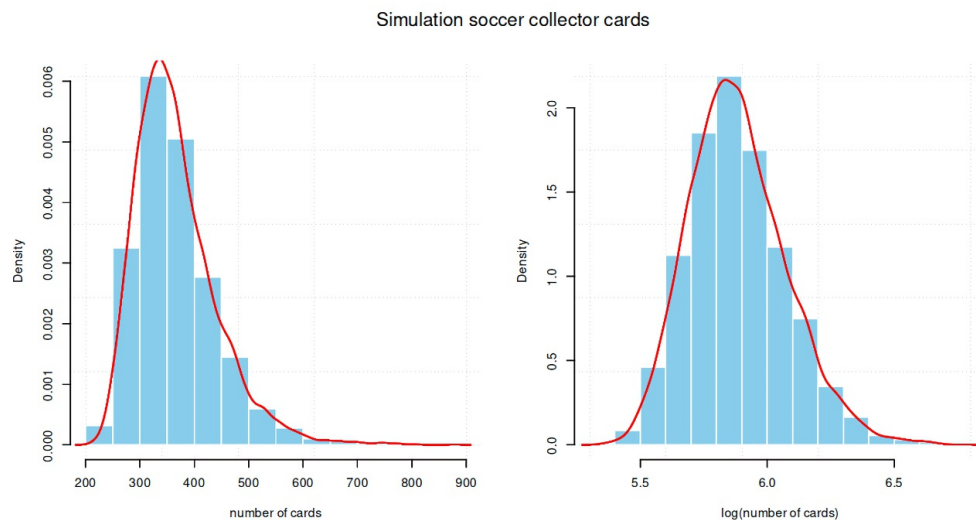 Simulation soccer collector cards
Density
0.000 0.001 0.002 0.003 0.004 0.005 0.006
200 300 400 500 600 700 800 900
number of cards
Density
0.0 0.5 1.0 1.5 2.0
5.5 6.0 6.5
log(number of cards)